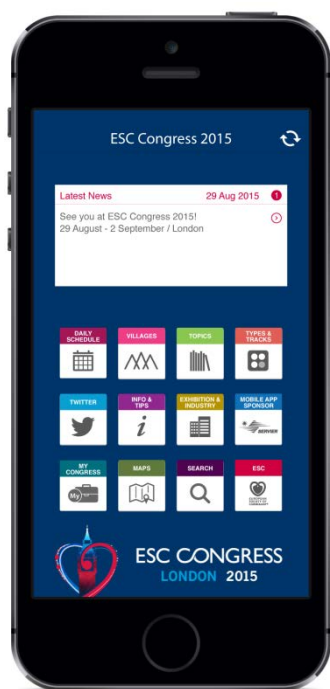 ESC Congress 2015
Latest News 29 Aug 2015 1
See you at ESC Congress 2015!
29 August - 2 September / London
DAILY SCHEDULE
VILLAGES
TOPICS
TYPES & TRACKS
TWITTER
INFO & TIPS
EXHIBITION & INDUSTRY
MOBILE APP SPONSOR
i
SERVIER
MY CONGRESS
MAPS
SEARCH
ESC
My
ESC CONGRESS
LONDON 2015